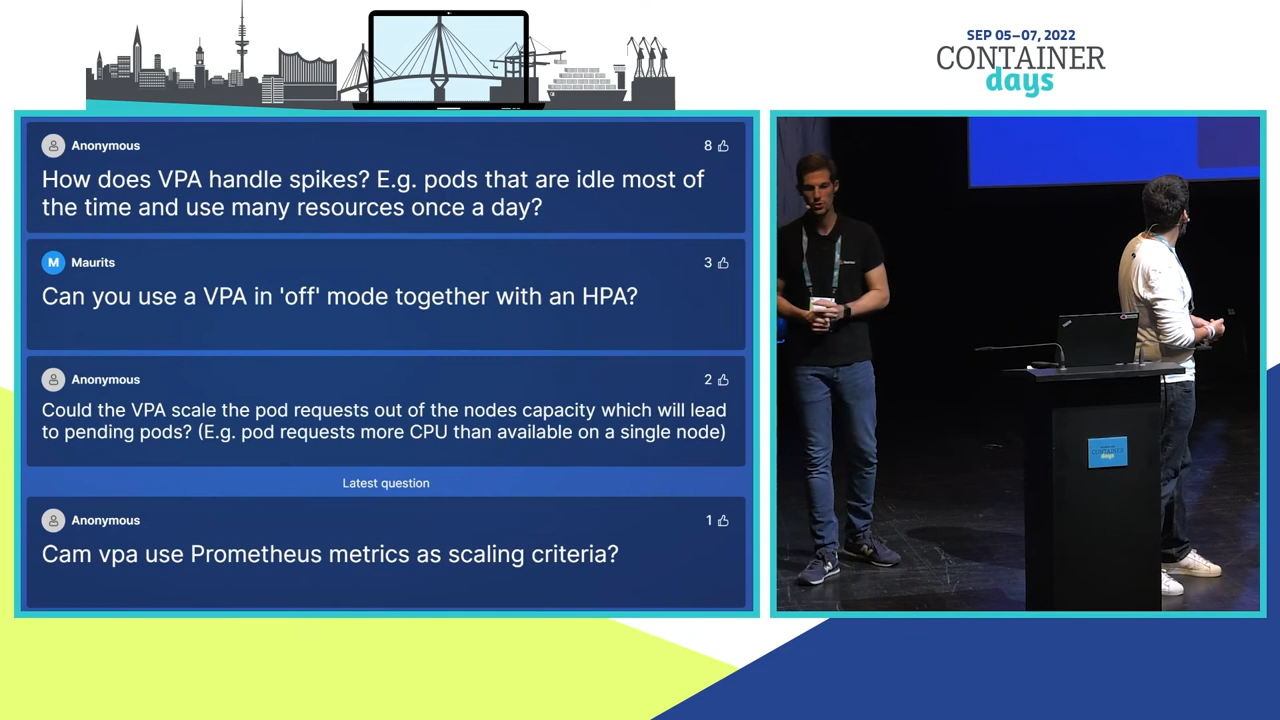 SEP 05–07, 2022
CONTAINER
days
Anonymous
8
How does VPA handle spikes? E.g. pods that are idle most of
the time and use many resources once a day?
M
Maurits
3
Can you use a VPA in 'off' mode together with an HPA?
Anonymous
2
Could the VPA scale the pod requests out of the nodes capacity which will lead
to pending pods? (E.g. pod requests more CPU than available on a single node)
Latest question
Anonymous
1
Cam vpa use Prometheus metrics as scaling criteria?
CONTAINER
days